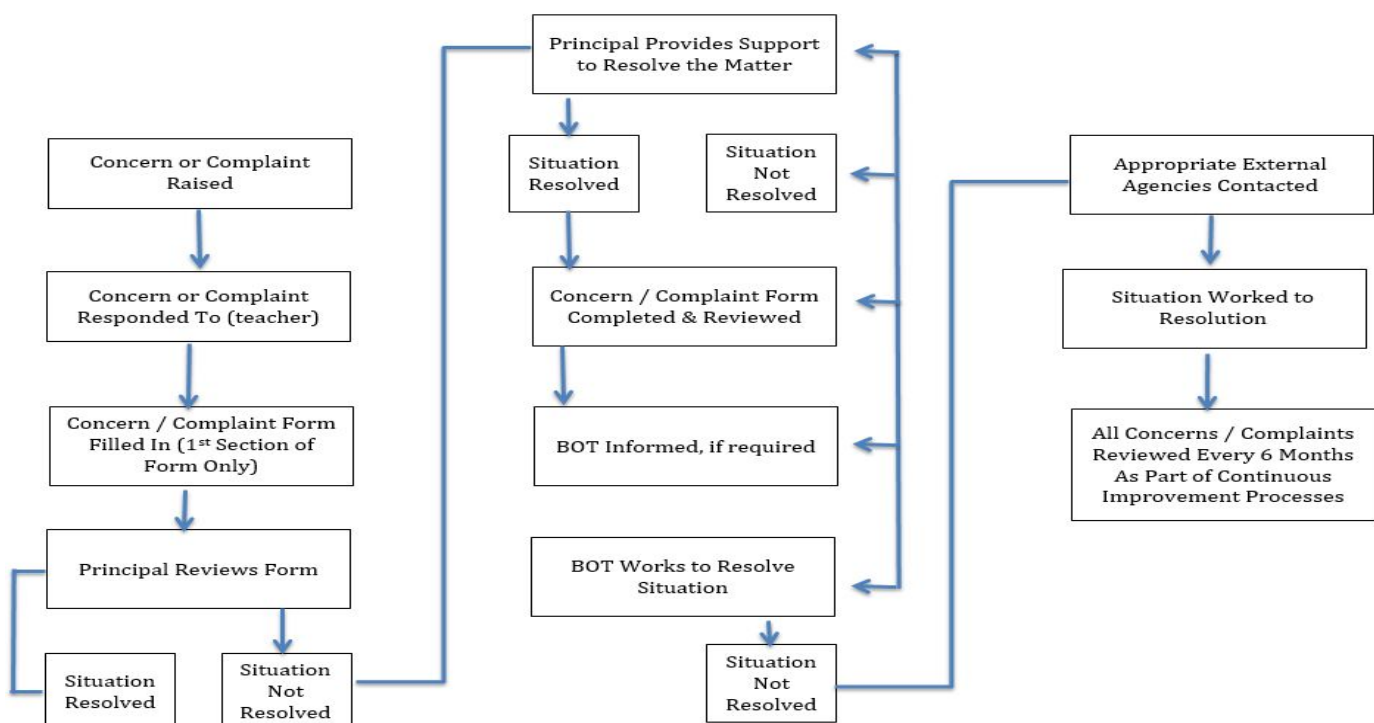 Concern or Complaint
Raised
Concern or Complaint
Responded To (teacher)
Concern / Complaint Form
Filled In (1st Section of
Form Only)
Principal Reviews Form
Situation
Resolved
Situation
Not
Resolved
Principal Provides Support
to Resolve the Matter
Situation
Resolved
Situation
Not
Resolved
Concern / Complaint Form
Completed & Reviewed
BOT Informed, if required
BOT Works to Resolve
Situation
Situation
Not
Resolved
Appropriate External
Agencies Contacted
Situation Worked to
Resolution
All Concerns / Complaints
Reviewed Every 6 Months
As Part of Continuous
Improvement Processes